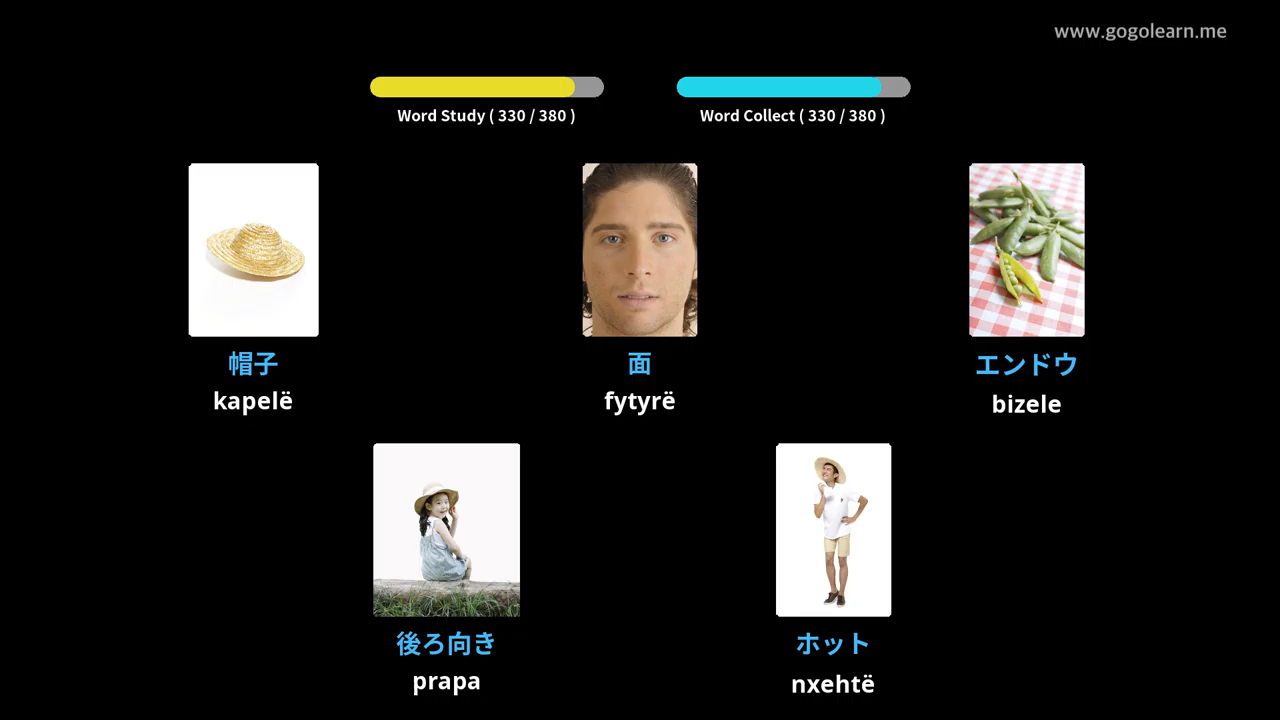 www.gogolearn.me
Word Study ( 330 / 380 )
Word Collect ( 330 / 380 )
帽子
kapelë
面
fytyrë
エンドウ
bizele
後ろ向き
prapa
ホット
nxehtë